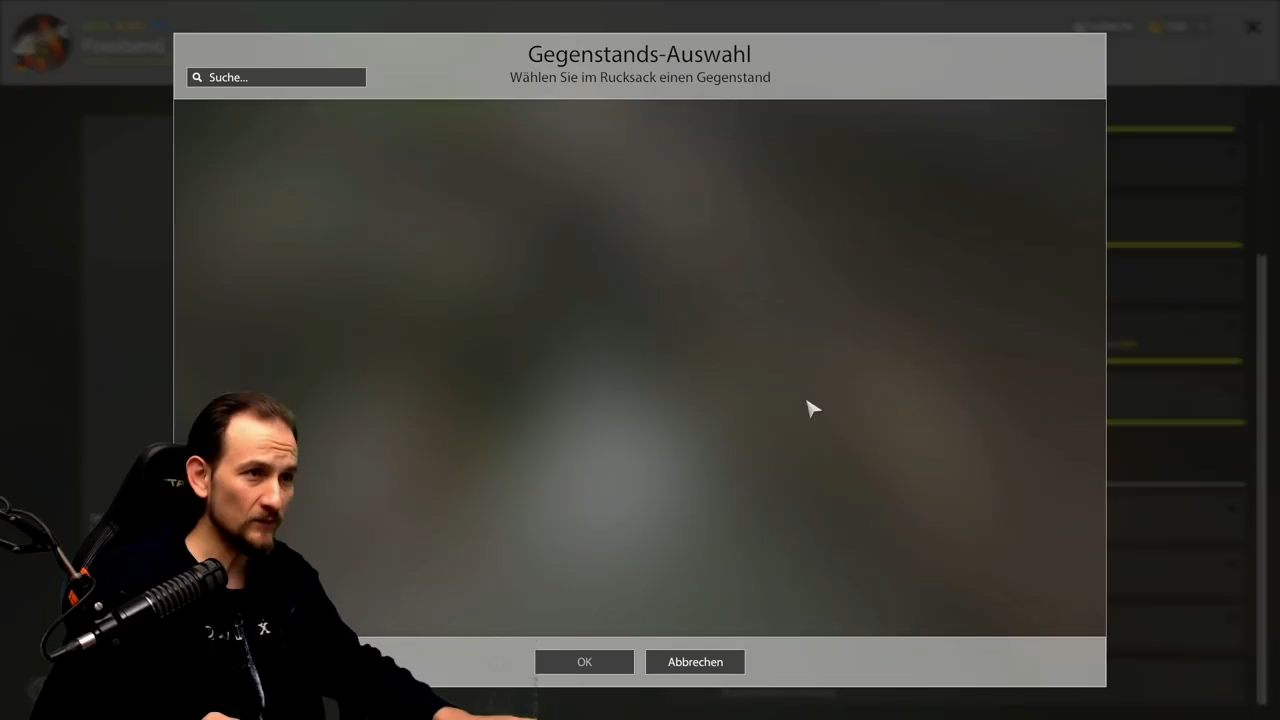 Gegenstands-Auswahl
Wählen Sie im Rucksack einen Gegenstand
Suche...
OK
Abbrechen